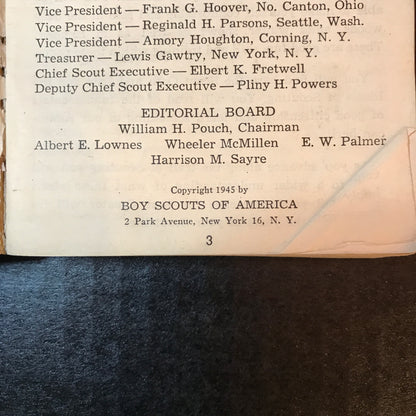 Vice President — Frank G. Hoover, No. Canton, Ohio
Vice President — Reginald H. Parsons, Seattle, Wash.
Vice President — Amory Houghton, Corning, N. Y.
Treasurer — Lewis Gawtry, New York, N. Y.
Chief Scout Executive — Elbert K. Fretwell
Deputy Chief Scout Executive — Pliny H. Powers
EDITORIAL BOARD
William H. Pouch, Chairman
Albert E. Lownes Wheeler McMillen E. W. Palmer
Harrison M. Sayre
Copyright 1945 by
BOY SCOUTS OF AMERICA
2 Park Avenue, New York 16, N. Y.
3